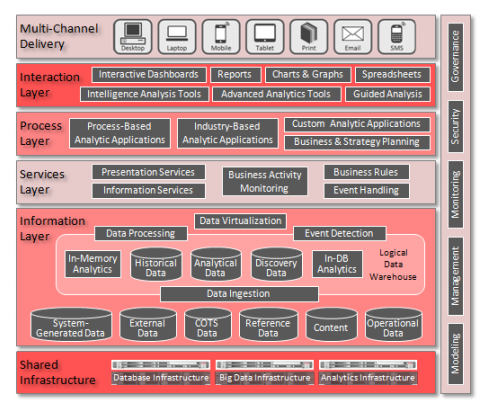 Multi-Channel
Delivery
Desktop
Laptop
Mobile
Tablet
Print
Email
SMS
Interaction
Layer
Interactive Dashboards
Reports
Charts & Graphs
Spreadsheets
Intelligence Analysis Tools
Advanced Analytics Tools
Guided Analysis
Process
Layer
Process-Based
Analytic Applications
Industry-Based
Analytic Applications
Custom Analytic Applications
Business & Strategy Planning
Services
Layer
Presentation Services
Information Services
Business Activity
Monitoring
Business Rules
Event Handling
Information
Layer
Data Virtualization
Data Processing
Event Detection
In-Memory
Analytics
Historical
Data
Analytical
Data
Discovery
Data
In-DB
Analytics
Logical
Data
Warehouse
Data Ingestion
System-
Generated Data
External
Data
COTS
Data
Reference
Data
Content
Operational
Data
Shared
Infrastructure
Database Infrastructure
Big Data Infrastructure
Analytics Infrastructure
Governance
Security
Monitoring
Management
Modeling